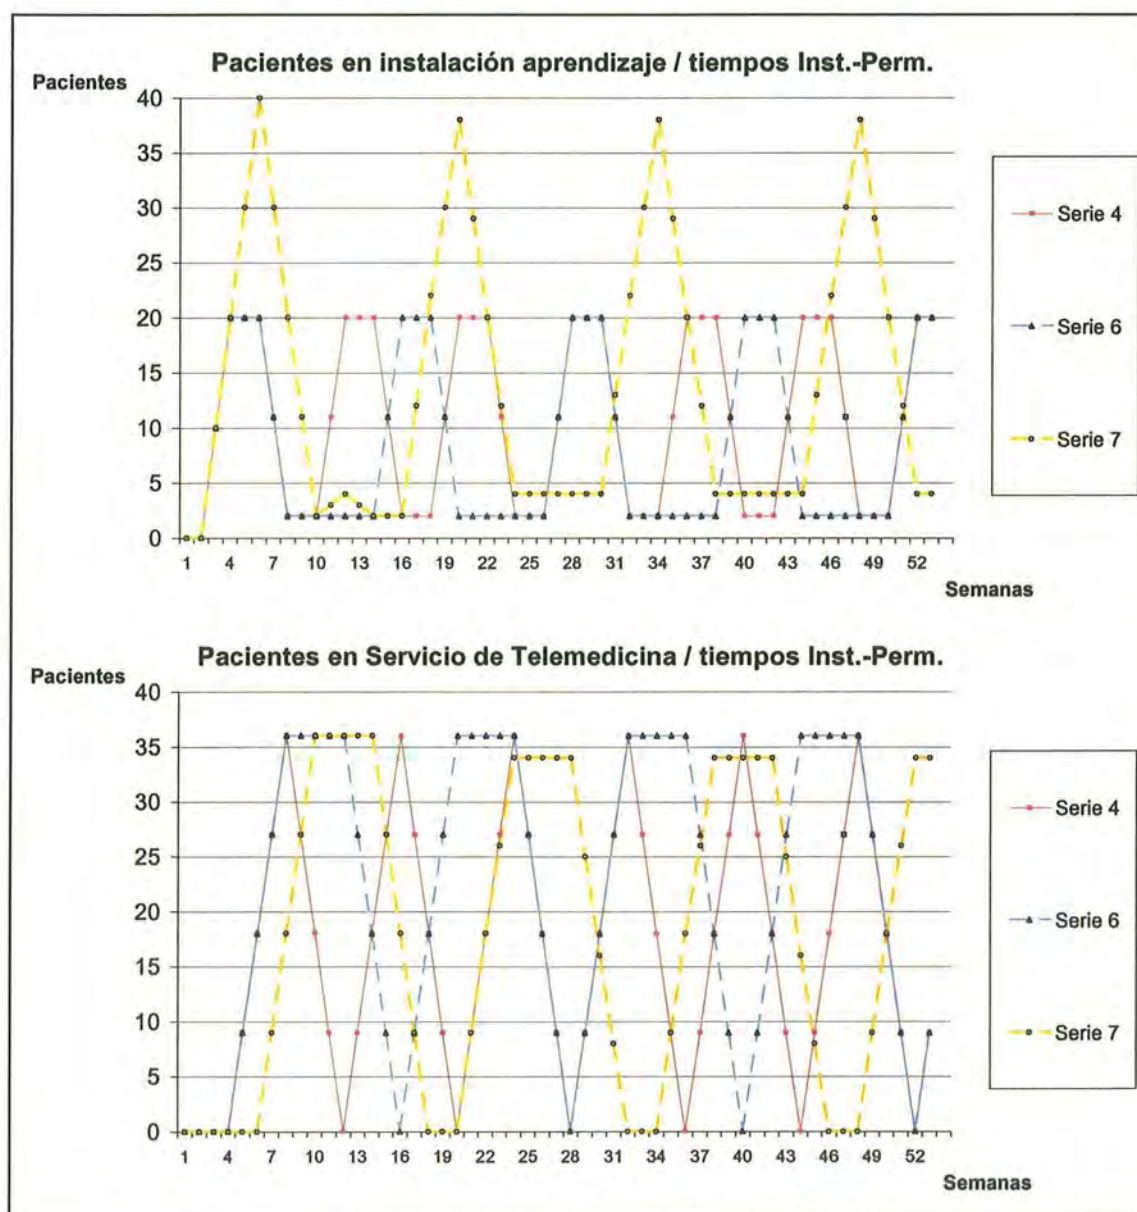 Pacientes en instalación aprendizaje / tiempos Inst.-Perm.
Pacientes
40
35
30
25
20
15
10
5
0
1 4 7 10 13 16 19 22 25 28 31 34 37 40 43 46 49 52
Semanas
Serie 4
Serie 6
Serie 7
Pacientes en Servicio de Telemedicina / tiempos Inst.-Perm.
Pacientes
40
35
30
25
20
15
10
5
0
1 4 7 10 13 16 19 22 25 28 31 34 37 40 43 46 49 52
Semanas
Serie 4
Serie 6
Serie 7